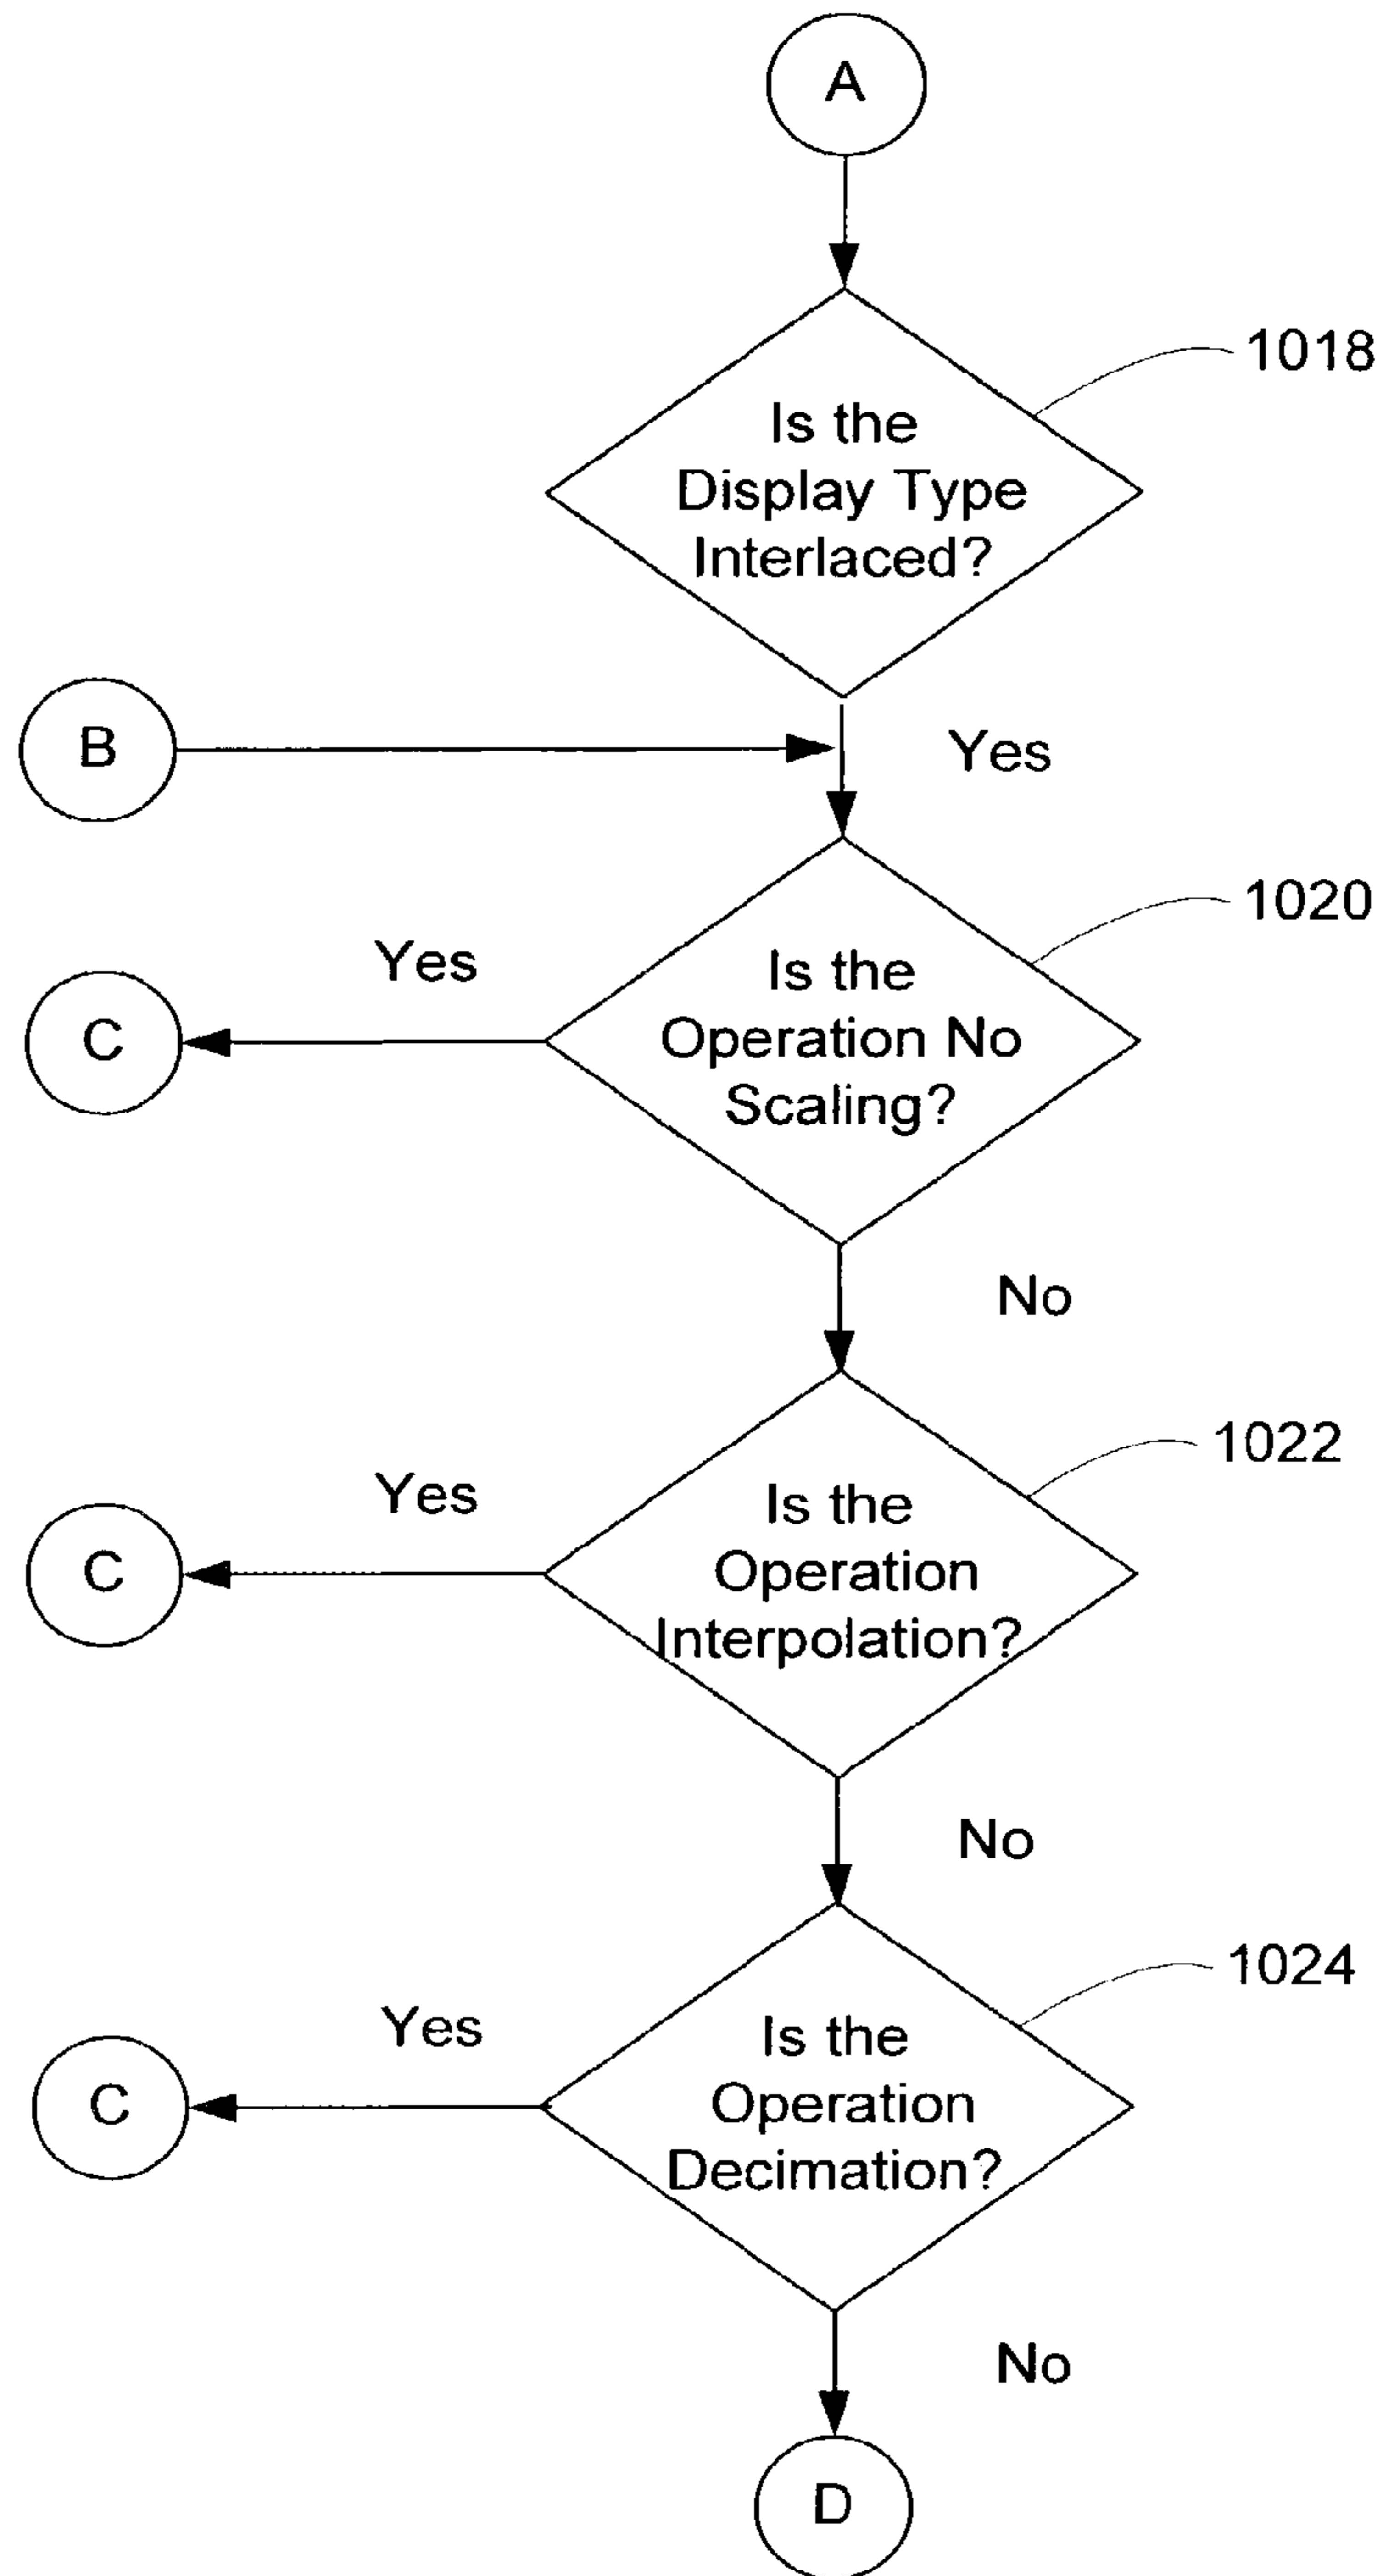 A
1018
Is the
Display Type
Interlaced?
B
Yes
1020
Yes
Is the
Operation No
Scaling?
C
No
1022
Yes
Is the
Operation
Interpolation?
C
No
1024
Yes
Is the
Operation
Decimation?
C
No
D